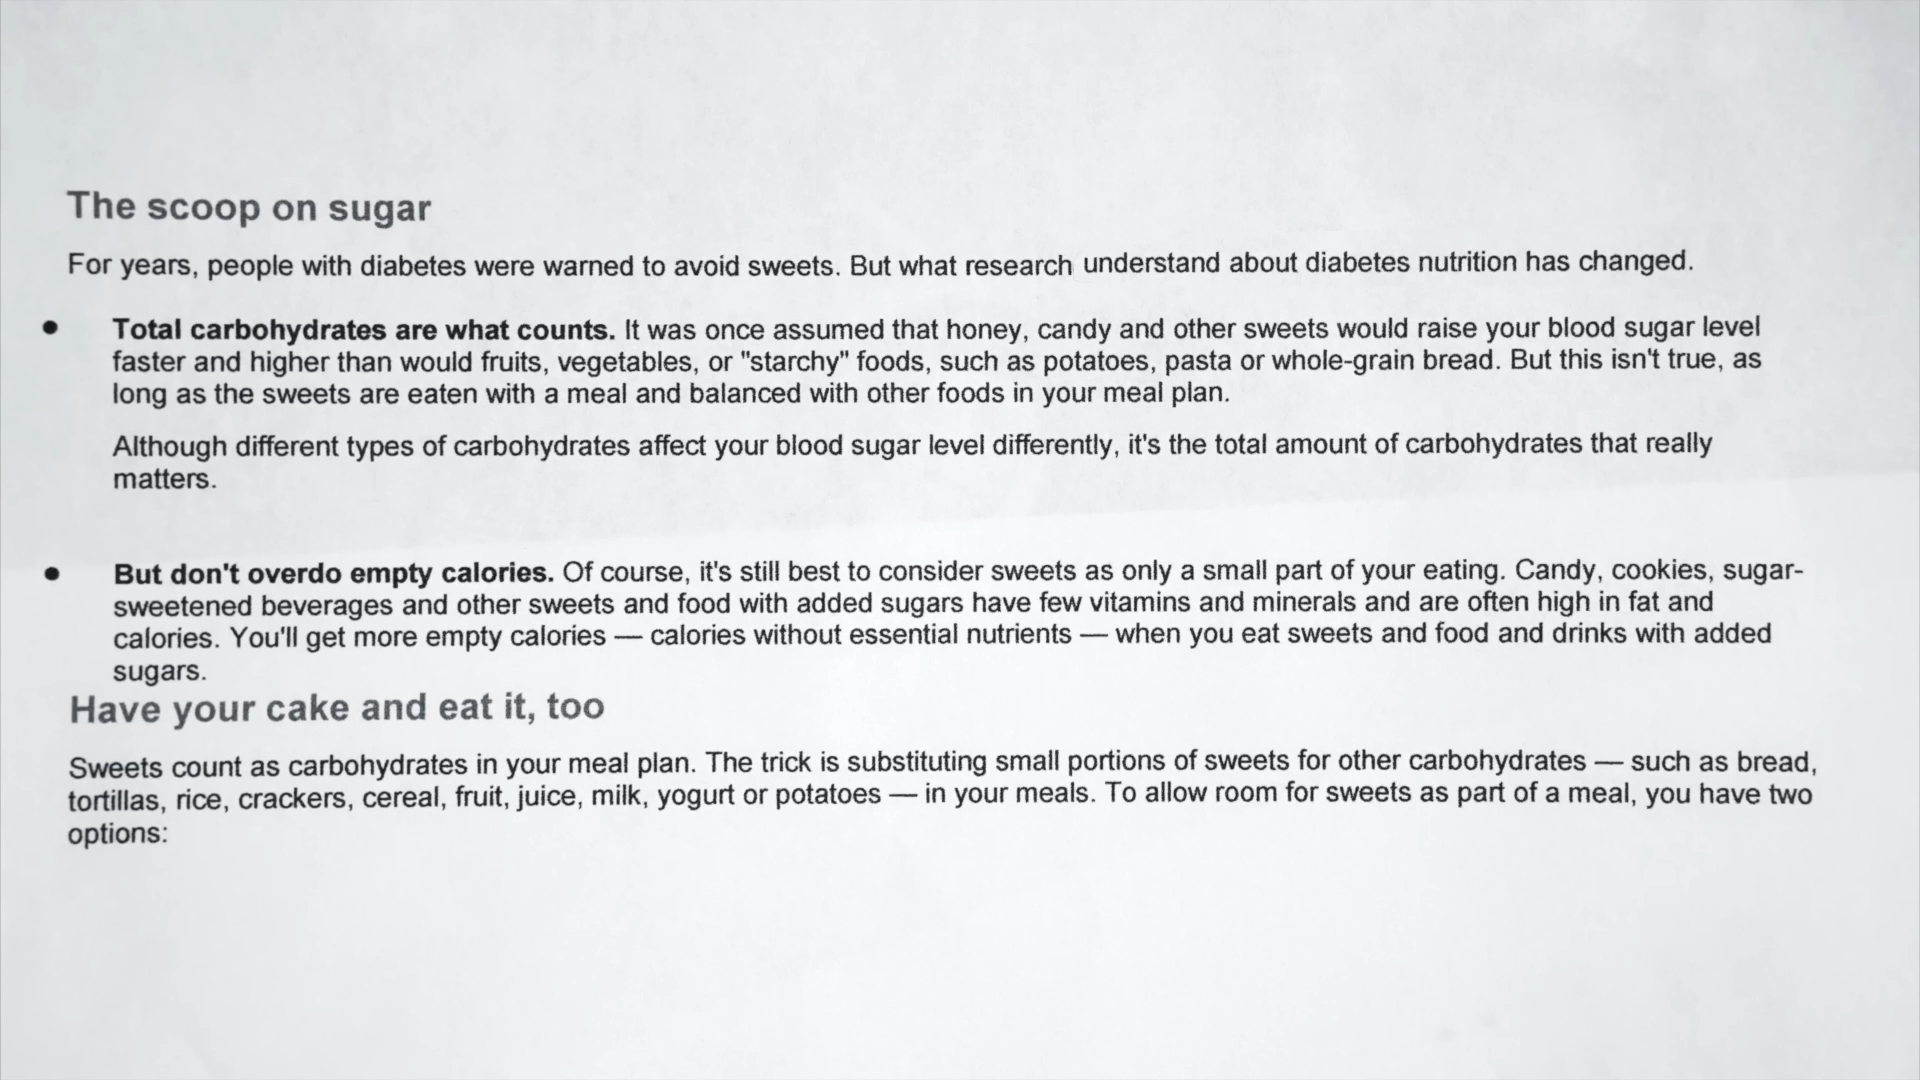 The scoop on sugar
For years, people with diabetes were warned to avoid sweets. But what research understand about diabetes nutrition has changed.
● Total carbohydrates are what counts. It was once assumed that honey, candy and other sweets would raise your blood sugar level
faster and higher than would fruits, vegetables, or "starchy" foods, such as potatoes, pasta or whole-grain bread. But this isn't true, as
long as the sweets are eaten with a meal and balanced with other foods in your meal plan.
Although different types of carbohydrates affect your blood sugar level differently, it's the total amount of carbohydrates that really
matters.
● But don't overdo empty calories. Of course, it's still best to consider sweets as only a small part of your eating. Candy, cookies, sugar-
sweetened beverages and other sweets and food with added sugars have few vitamins and minerals and are often high in fat and
calories. You'll get more empty calories — calories without essential nutrients — when you eat sweets and food and drinks with added
sugars.
Have your cake and eat it, too
Sweets count as carbohydrates in your meal plan. The trick is substituting small portions of sweets for other carbohydrates — such as bread,
tortillas, rice, crackers, cereal, fruit, juice, milk, yogurt or potatoes — in your meals. To allow room for sweets as part of a meal, you have two
options: